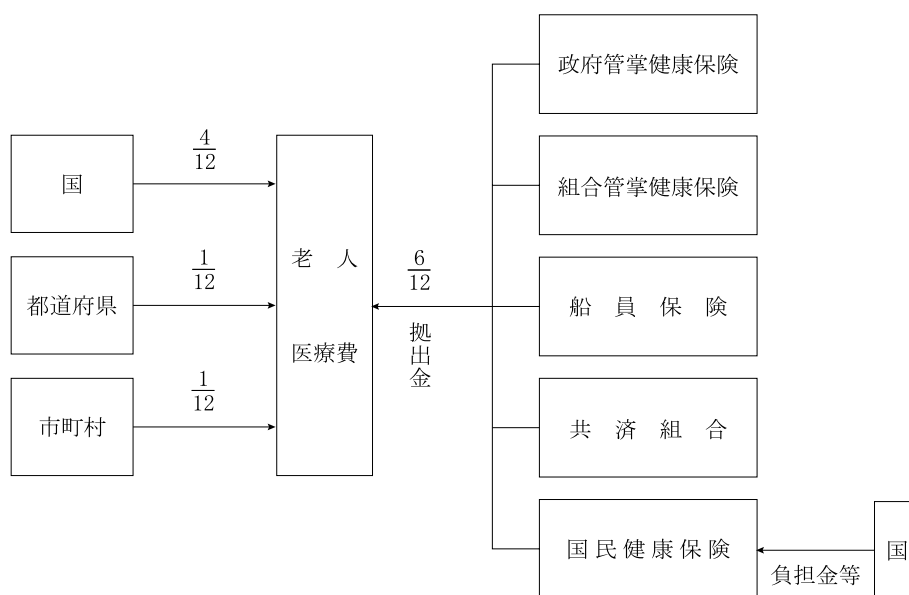 国
4/12
都道府県
1/12
市町村
1/12
老人
医療費
6/12
拠出金
政府管掌健康保険
組合管掌健康保険
船員保険
共済組合
国民健康保険
負担金等
国